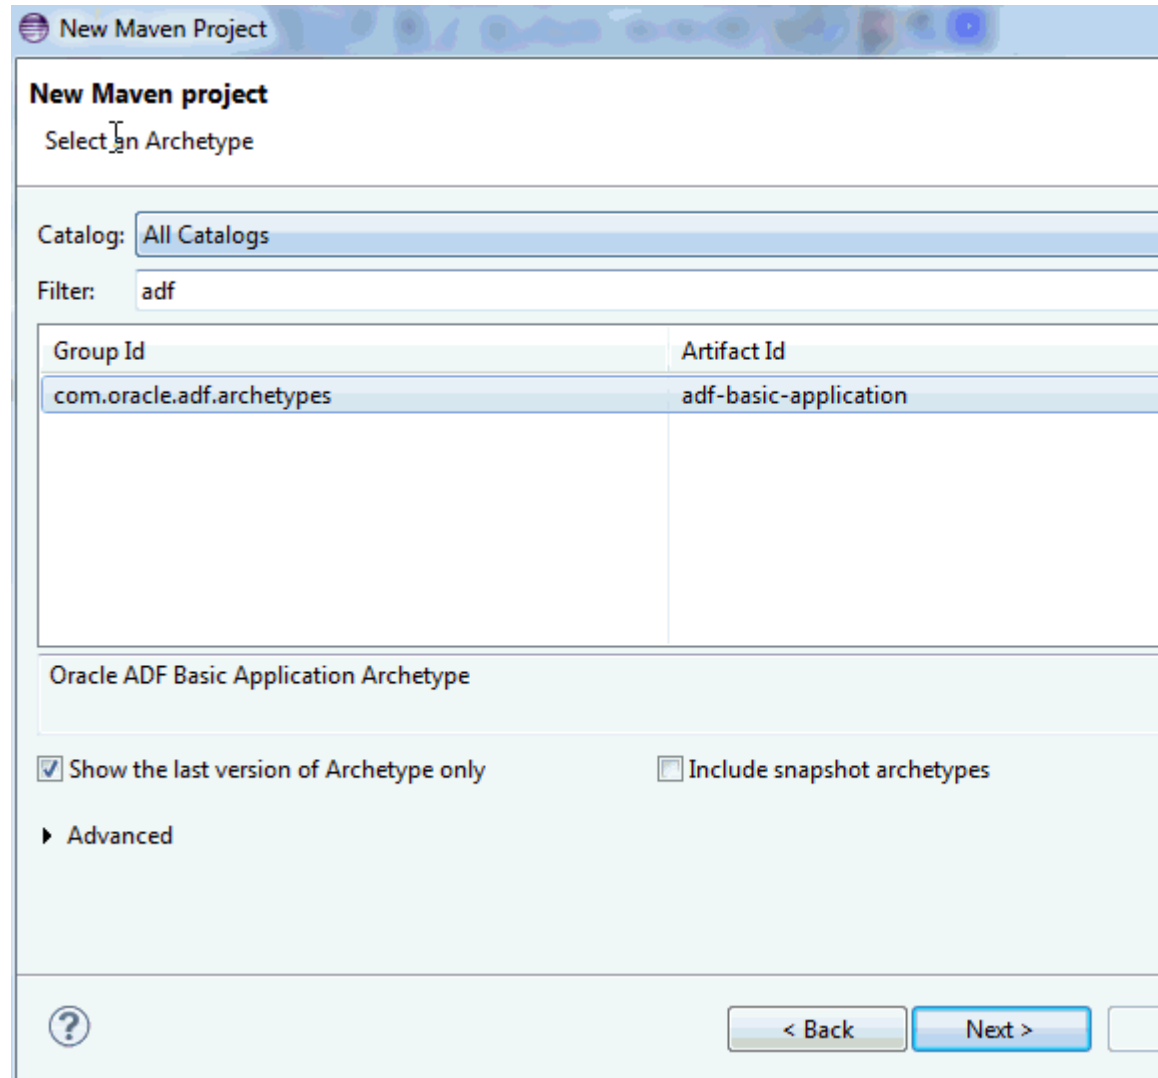 New Maven Project
New Maven project
Select an Archetype
Catalog: All Catalogs
Filter: adf
Group Id Artifact Id
com.oracle.adf.archetypes adf-basic-application
Oracle ADF Basic Application Archetype
Show the last version of Archetype only Include snapshot archetypes
Advanced
? < Back Next >